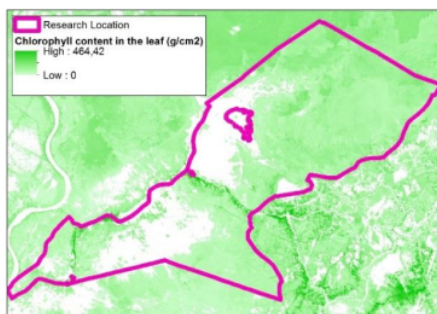 Research Location
Chlorophyll content in the leaf (g/cm2)
High : 464,42
Low : 0